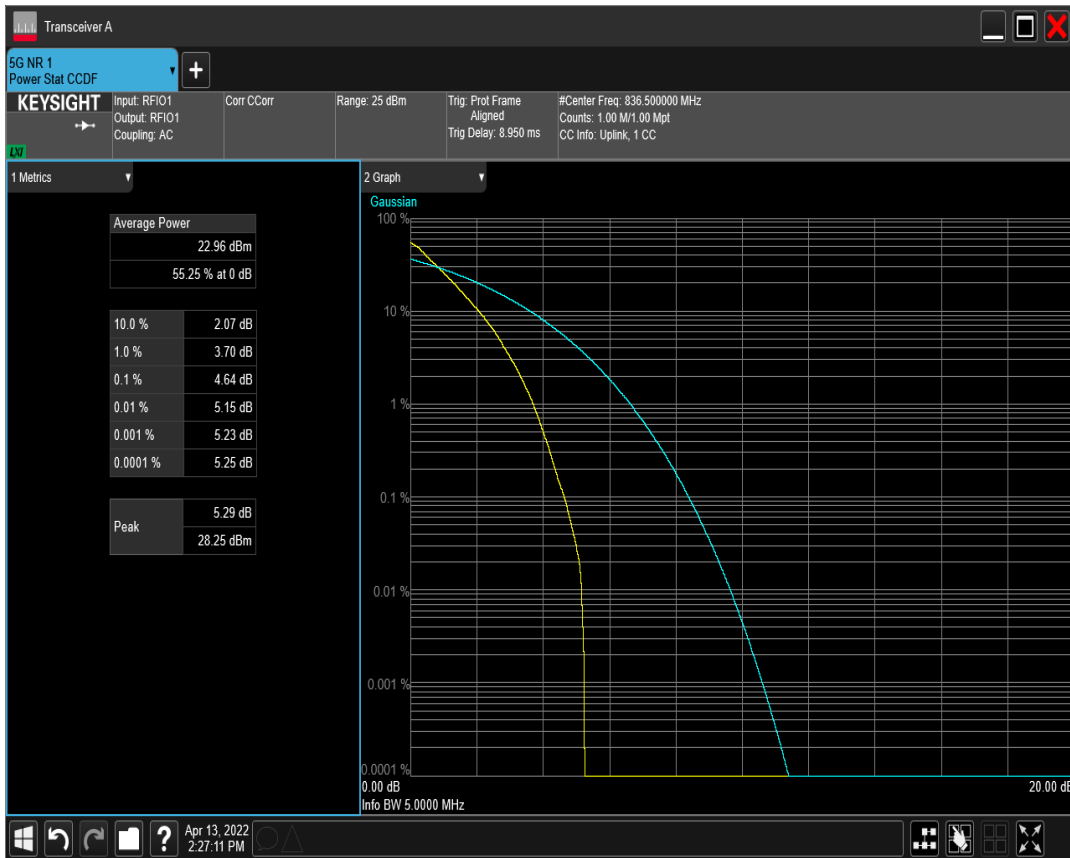 Transceiver A
5G NR 1
Power Stat CCDF
KEYSIGHT
LXI
Input: RFIO1
Output: RFIO1
Coupling: AC
Corr CCorr
Range: 25 dBm
Trig: Prot Frame
Aligned
Trig Delay: 8.950 ms
#Center Freq: 836.500000 MHz
Counts: 1.00 M/1.00 Mpt
CC Info: Uplink, 1 CC
1 Metrics
Average Power
22.96 dBm
55.25 % at 0 dB
10.0 % 2.07 dB
1.0 % 3.70 dB
0.1 % 4.64 dB
0.01 % 5.15 dB
0.001 % 5.23 dB
0.0001 % 5.25 dB
Peak 5.29 dB
28.25 dBm
2 Graph
Gaussian
100 %
10 %
1 %
0.1 %
0.01 %
0.001 %
0.0001 %
0.00 dB 20.00 dB
Info BW 5.0000 MHz
Apr 13, 2022
2:27:11 PM